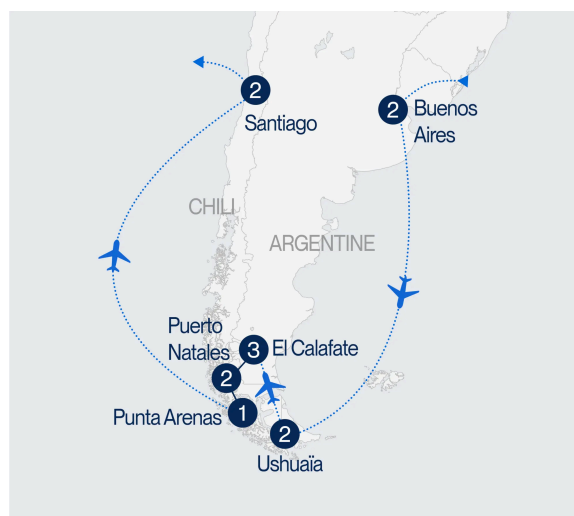 2
Santiago
2
Buenos
Aires
CHILI
ARGENTINE
Puerto
Natales
3
El Calafate
2
Punta Arenas
1
2
Ushuaïa